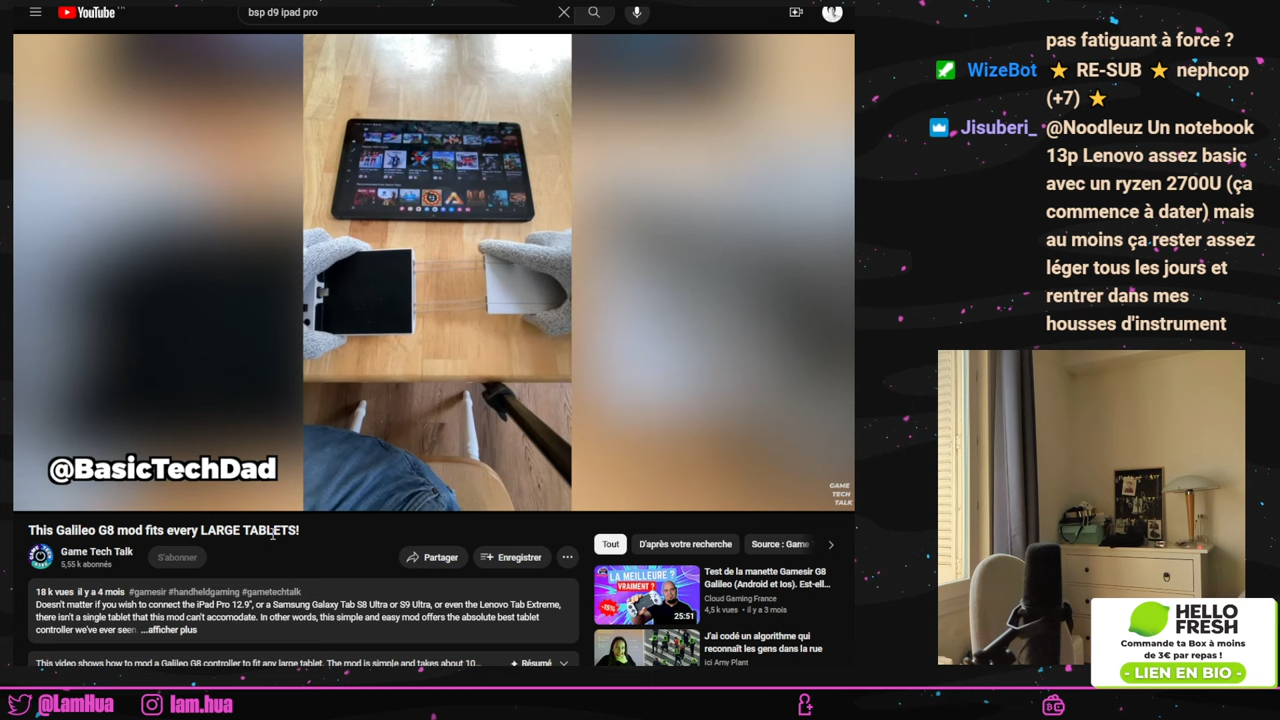 YouTube
bsp d9 ipad pro
@BasicTechDad
GAME
TECH
TALK
This Galileo G8 mod fits every LARGE TABLETS!
Game Tech Talk
5,55 k abonnés
S'abonner
Partager
Enregistrer
18 k vues il y a 4 mois #gamesir #handheldgaming #gametechtalk
Doesn't matter if you wish to connect the iPad Pro 12.9", or a Samsung Galaxy Tab S8 Ultra or S9 Ultra, or even the Lenovo Tab Extreme,
there isn't a single tablet that this mod can't accomodate. In other words, this simple and easy mod offers the absolute best tablet
controller we've ever seen. ...afficher plus
This video shows how to mod a Galileo G8 controller to fit any large tablet. The mod is simple and takes about 10...
Résumé
Tout
D'après votre recherche
Source : Game
LA MEILLEURE ?
VRAIMENT ?
-15%
25:51
Test de la manette Gamesir G8
Galileo (Android et Ios). Est-ell...
Cloud Gaming France
4,5 k vues • il y a 3 mois
J'ai codé un algorithme qui
reconnaît les gens dans la rue
ici Amy Plant
pas fatiguant à force ?
WizeBot RE-SUB nephcop
(+7)
Jisuberi_ @Noodleuz Un notebook
13p Lenovo assez basic
avec un ryzen 2700U (ça
commence à dater) mais
au moins ça rester assez
léger tous les jours et
rentrer dans mes
housses d'instrument
HELLO
FRESH
Commande ta Box à moins
de 3€ par repas !
- LIEN EN BIO -
@LamHua
lam.hua